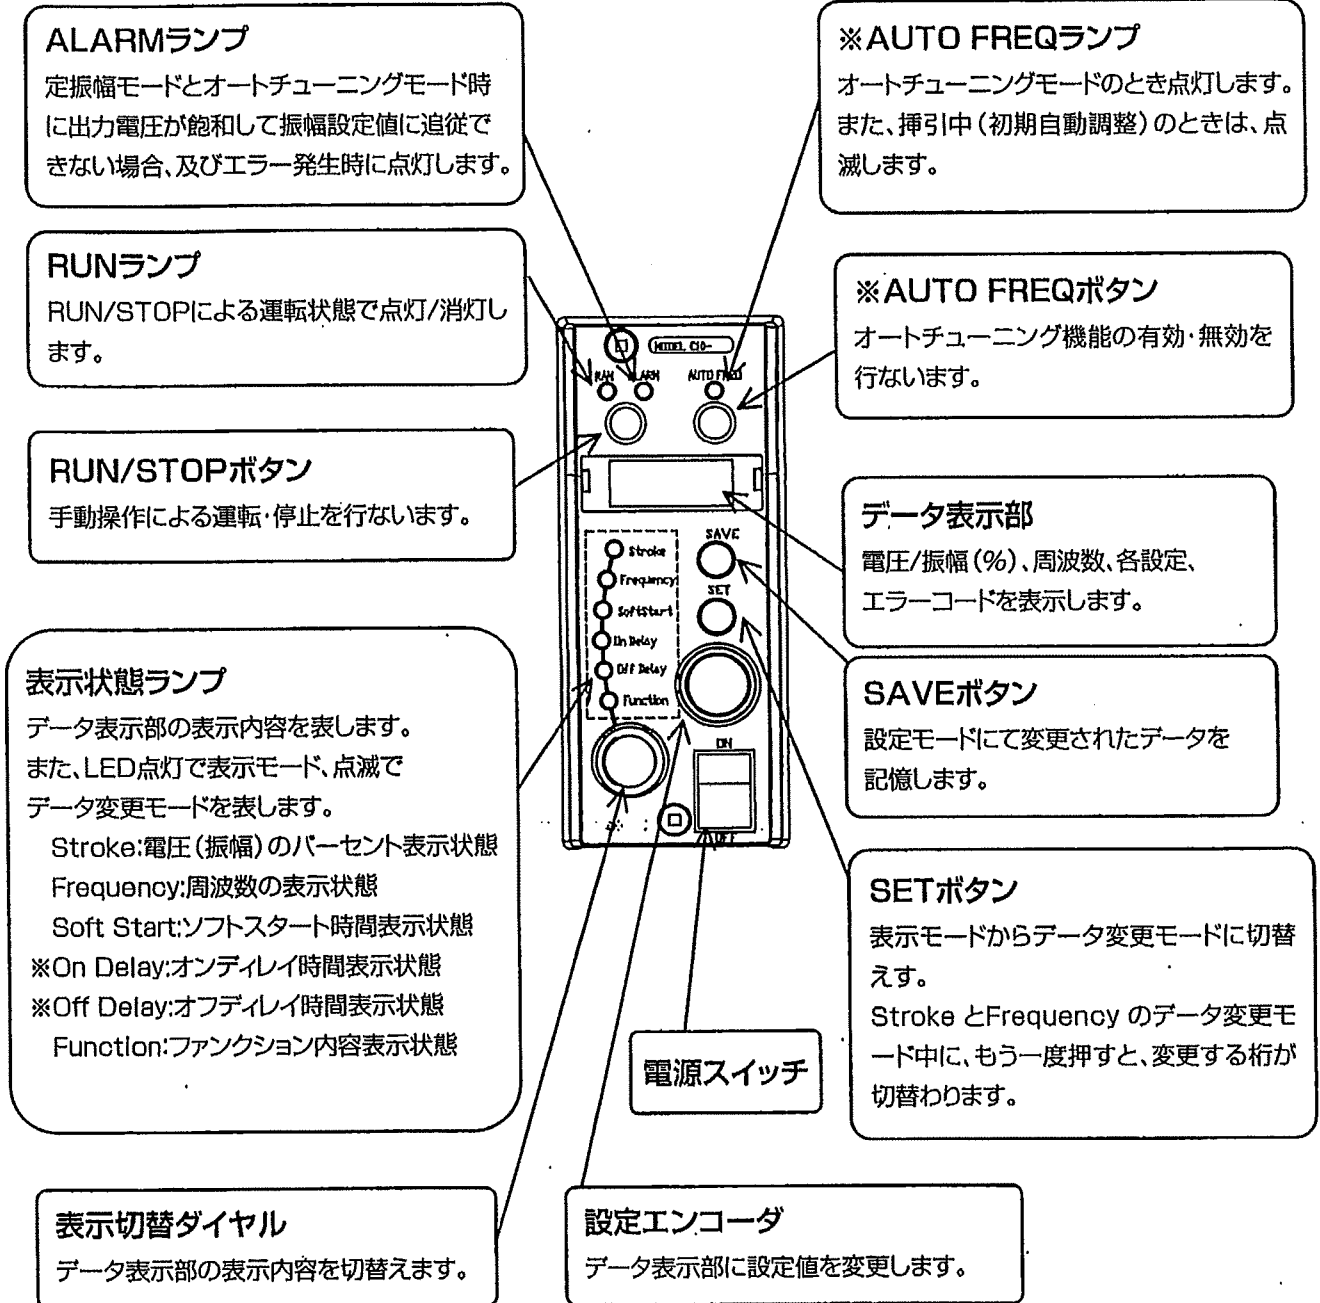 ALARMランプ
定振幅モードとオートチューニングモード時
に出力電圧が飽和して振幅設定値に追従で
きない場合、及びエラー発生時に点灯します。
※AUTO FREQランプ
オートチューニングモードのとき点灯します。
また、挿引中(初期自動調整)のときは、点
滅します。
RUNランプ
RUN/STOPによる運転状態で点灯/消灯し
ます。
※AUTO FREQボタン
オートチューニング機能の有効・無効を
行ないます。
RUN/STOPボタン
手動操作による運転・停止を行ないます。
データ表示部
電圧/振幅(%)、周波数、各設定、
エラーコードを表示します。
MODEL C10-
RUN
ALARM
AUTO FREQ
SAVE
SET
Stroke
Frequency
SoftStart
On Delay
Off Delay
Function
ON
OFF
表示状態ランプ
データ表示部の表示内容を表します。
また、LED点灯で表示モード、点滅で
データ変更モードを表します。
Stroke:電圧(振幅)のパーセント表示状態
Frequency:周波数の表示状態
Soft Start:ソフトスタート時間表示状態
※On Delay:オンディレイ時間表示状態
※Off Delay:オフディレイ時間表示状態
Function:ファンクション内容表示状態
SAVEボタン
設定モードにて変更されたデータを
記憶します。
SETボタン
表示モードからデータ変更モードに切替
えす。
Stroke とFrequency のデータ変更モ
ード中に、もう一度押すと、変更する桁が
切替わります。
電源スイッチ
表示切替ダイヤル
データ表示部の表示内容を切替えます。
設定エンコーダ
データ表示部に設定値を変更します。